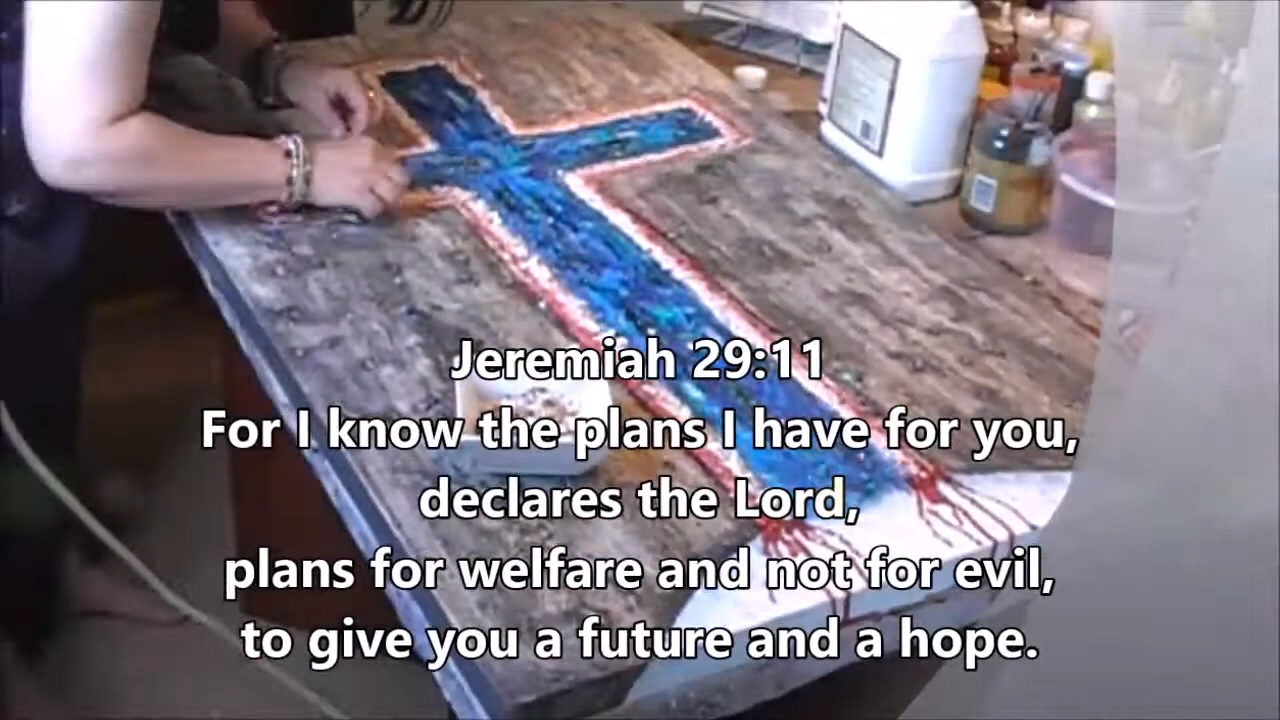 Jeremiah 29:11
For I know the plans I have for you,
declares the Lord,
plans for welfare and not for evil,
to give you a future and a hope.